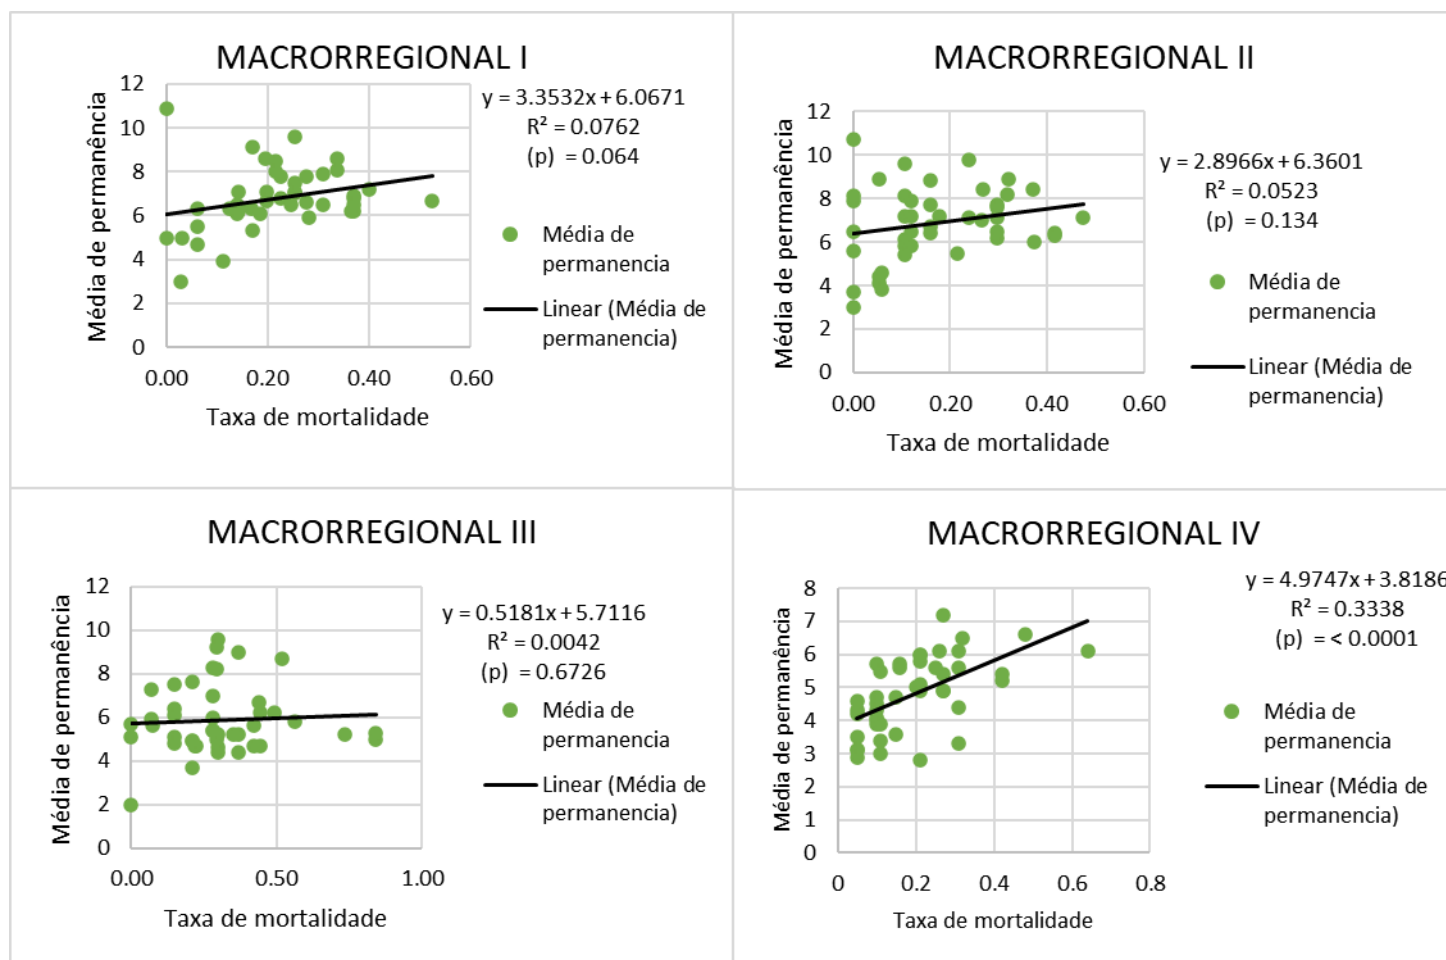 MACRORREGIONAL I
y = 3.3532x + 6.0671
R² = 0.0762
(p) = 0.064
Média de permanência
12
10
8
6
4
2
0
0.00 0.20 0.40 0.60
Taxa de mortalidade
Média de
permanencia
Linear (Média de
permanencia)
MACRORREGIONAL II
y = 2.8966x + 6.3601
R² = 0.0523
(p) = 0.134
Média de permanência
12
10
8
6
4
2
0
0.00 0.20 0.40 0.60
Taxa de mortalidade
Média de
permanencia
Linear (Média de
permanencia)
MACRORREGIONAL III
y = 0.5181x + 5.7116
R² = 0.0042
(p) = 0.6726
Média de permanência
12
10
8
6
4
2
0
0.00 0.50 1.00
Taxa de mortalidade
Média de
permanencia
Linear (Média de
permanencia)
MACRORREGIONAL IV
y = 4.9747x + 3.8186
R² = 0.3338
(p) = < 0.0001
Média de permanência
8
7
6
5
4
3
2
1
0
0 0.2 0.4 0.6 0.8
Taxa de mortalidade
Média de
permanencia
Linear (Média de
permanencia)